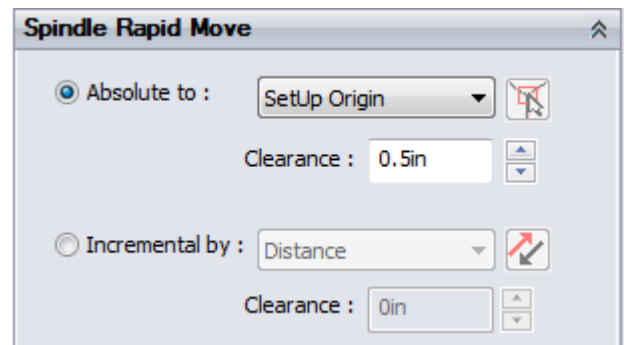 Spindle Rapid Move
Absolute to : SetUp Origin
Clearance : 0.5in
Incremental by : Distance
Clearance : 0in